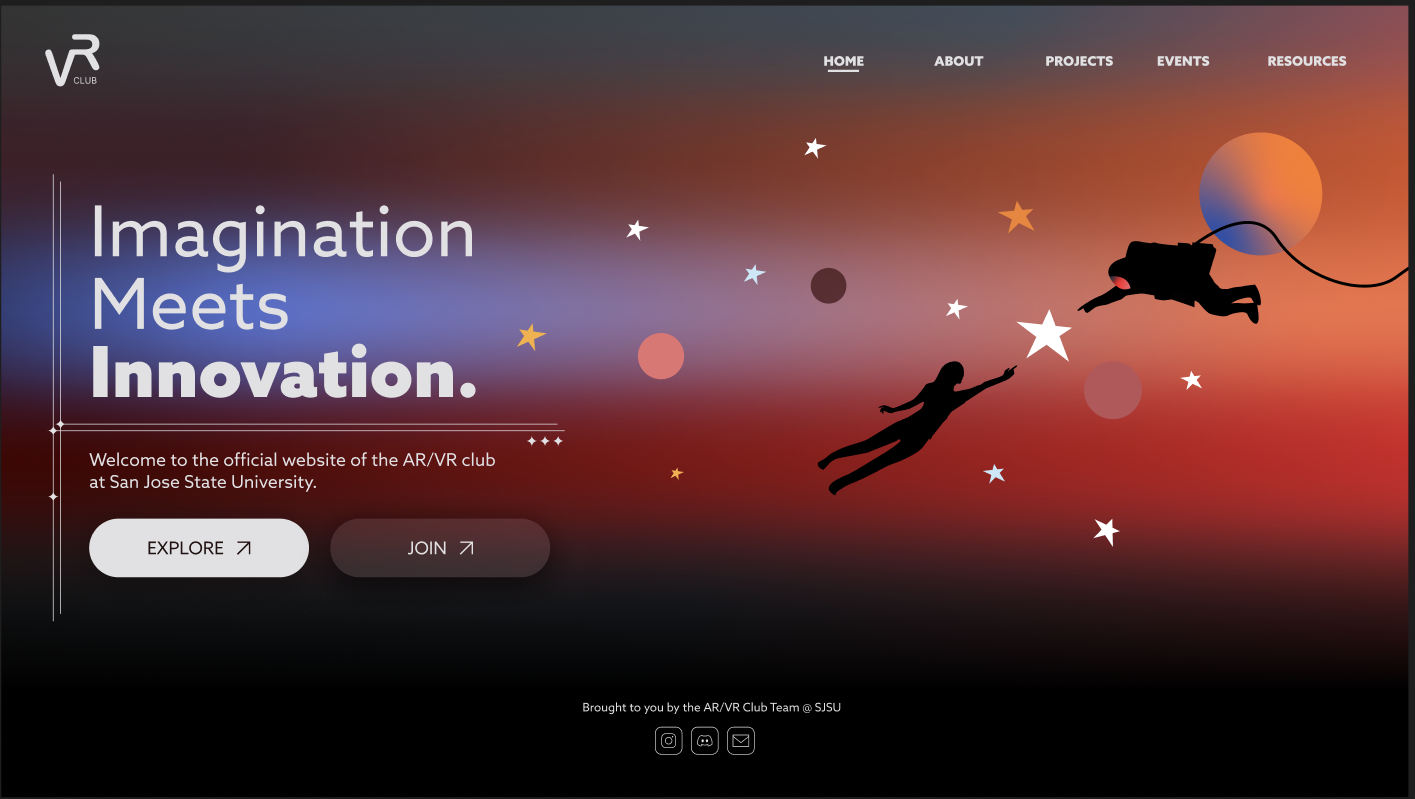 VR
CLUB
HOME ABOUT PROJECTS EVENTS RESOURCES
Imagination
Meets
Innovation.
Welcome to the official website of the AR/VR club
at San Jose State University.
EXPLORE JOIN
Brought to you by the AR/VR Club Team @ SJSU